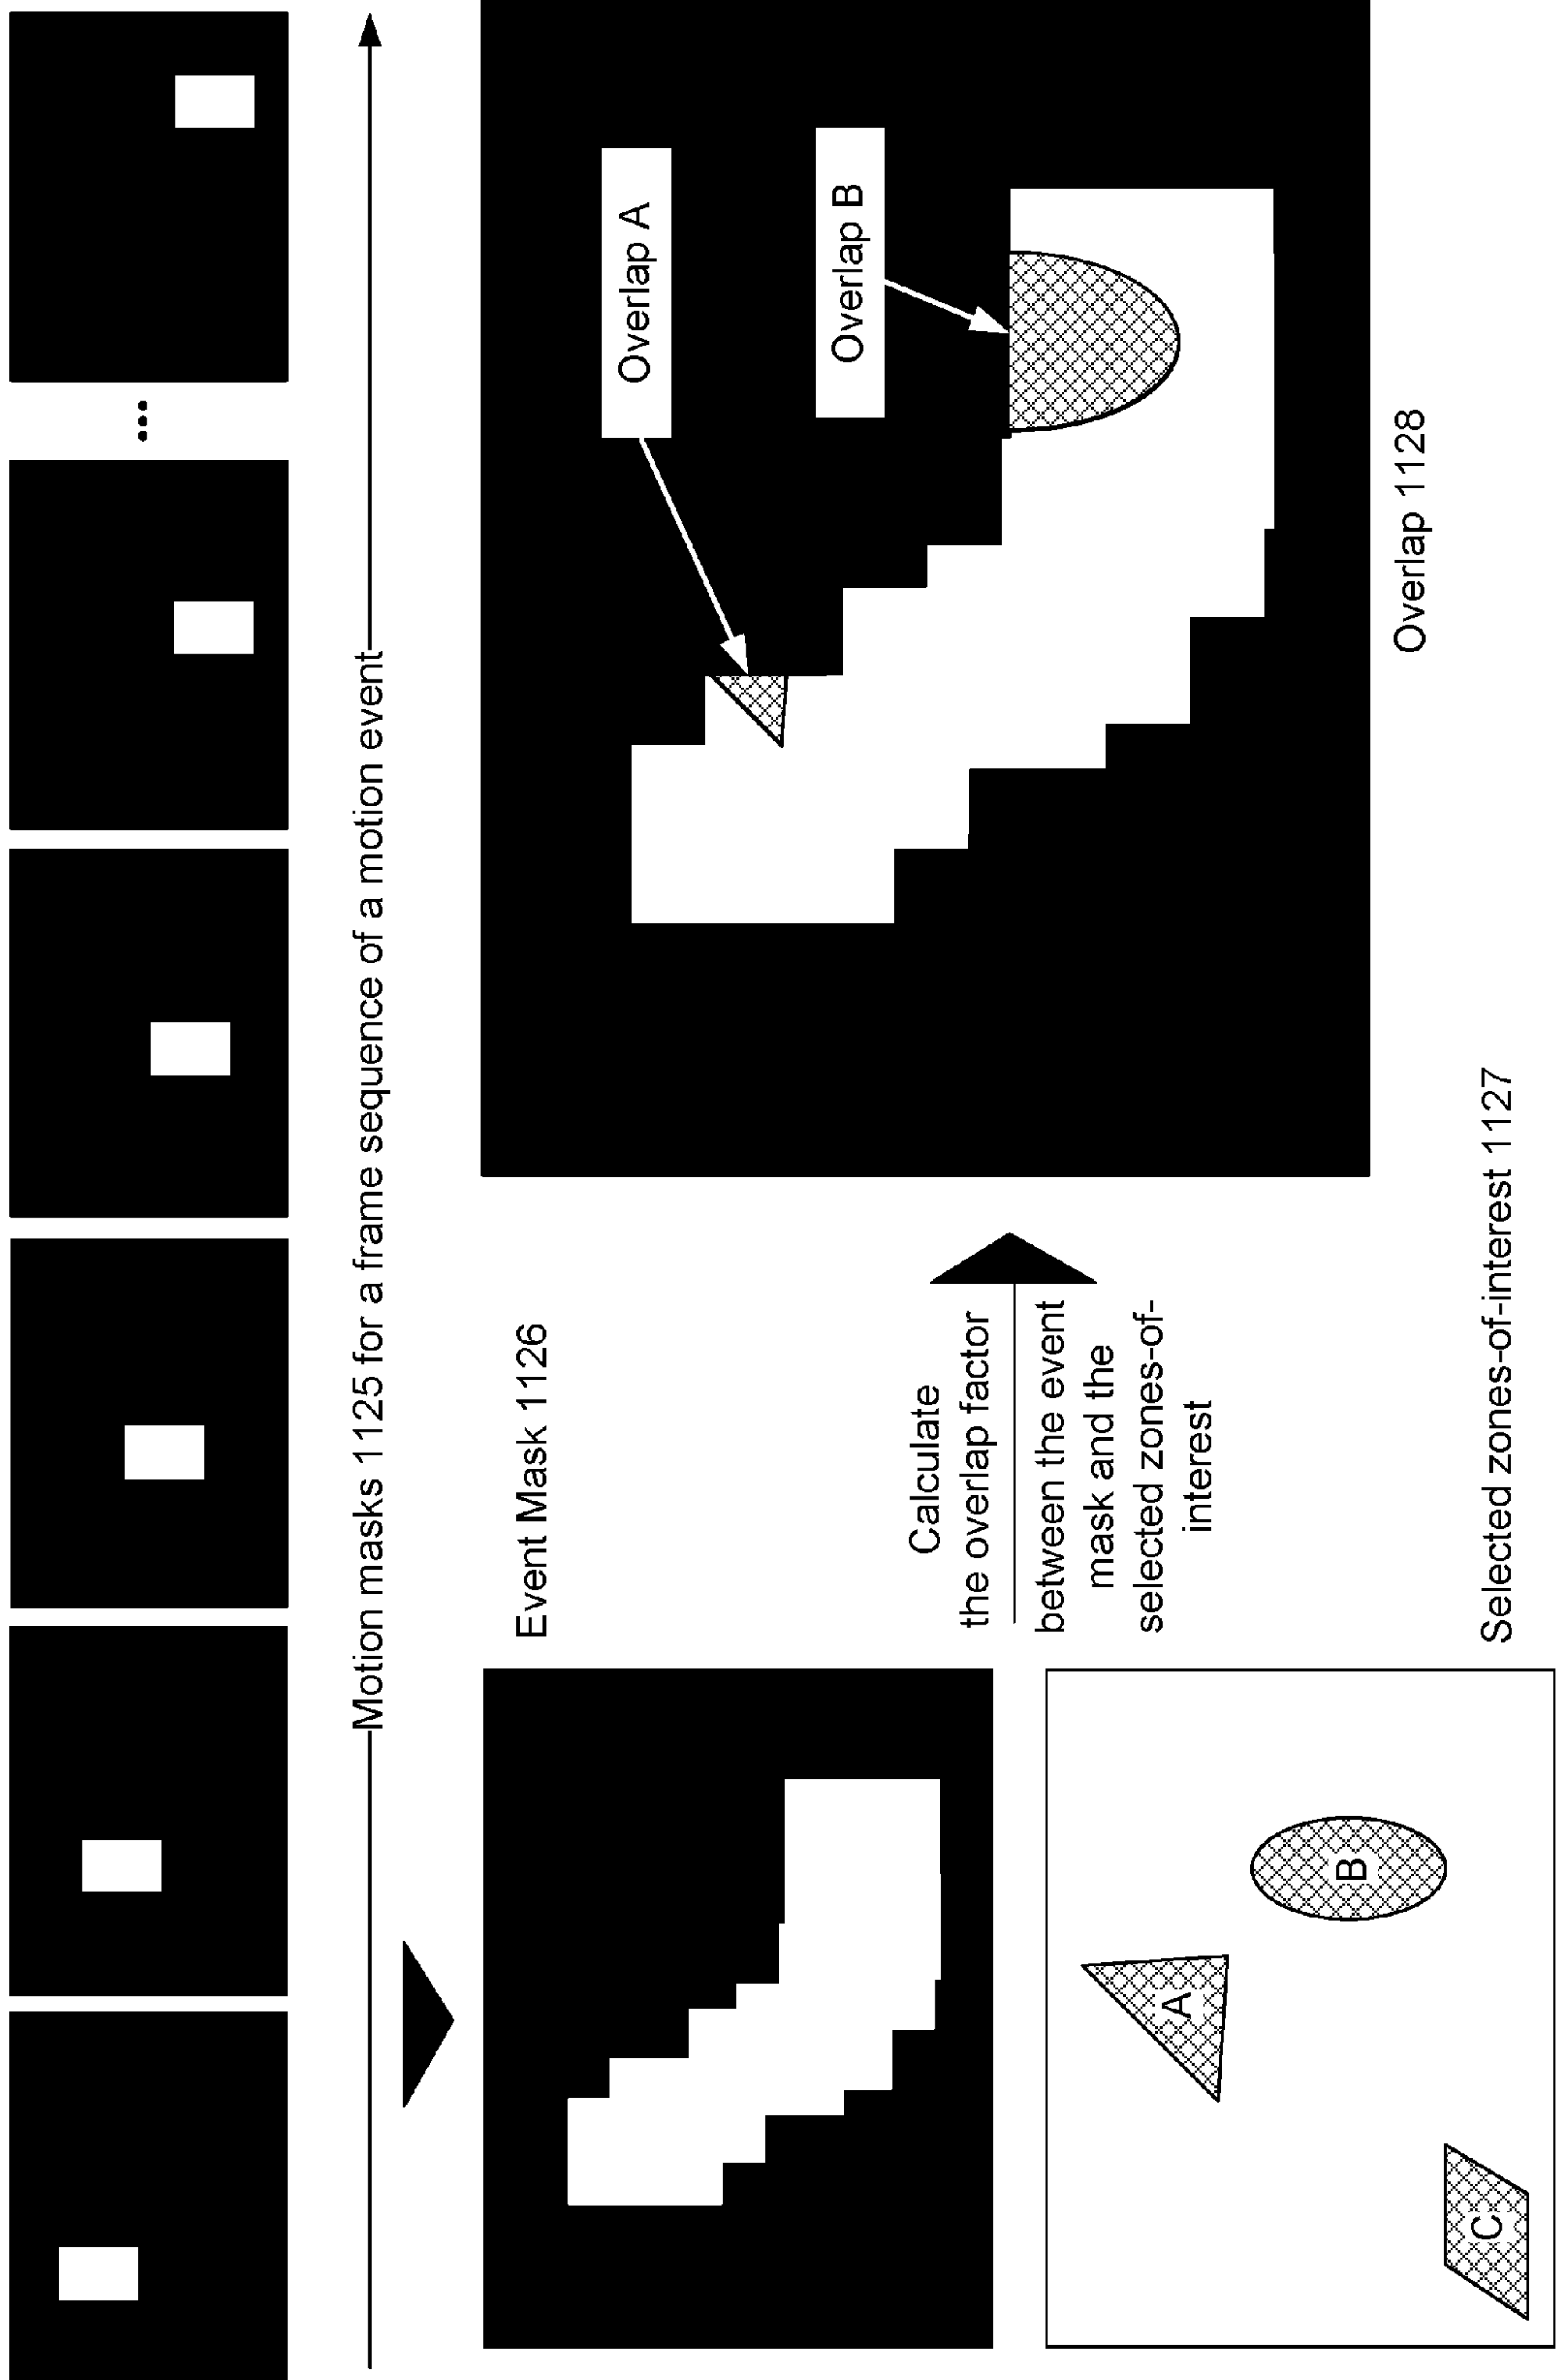 ...
Motion masks 1125 for a frame sequence of a motion event
Event Mask 1126
Calculate
the overlap factor
between the event
mask and the
selected zones-of-
interest
Overlap A
Overlap B
Overlap 1128
A
B
C
Selected zones-of-interest 1127